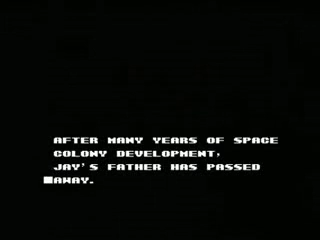 AFTER MANY YEARS OF SPACE
COLONY DEVELOPMENT,
JAY'S FATHER HAS PASSED
AWAY.